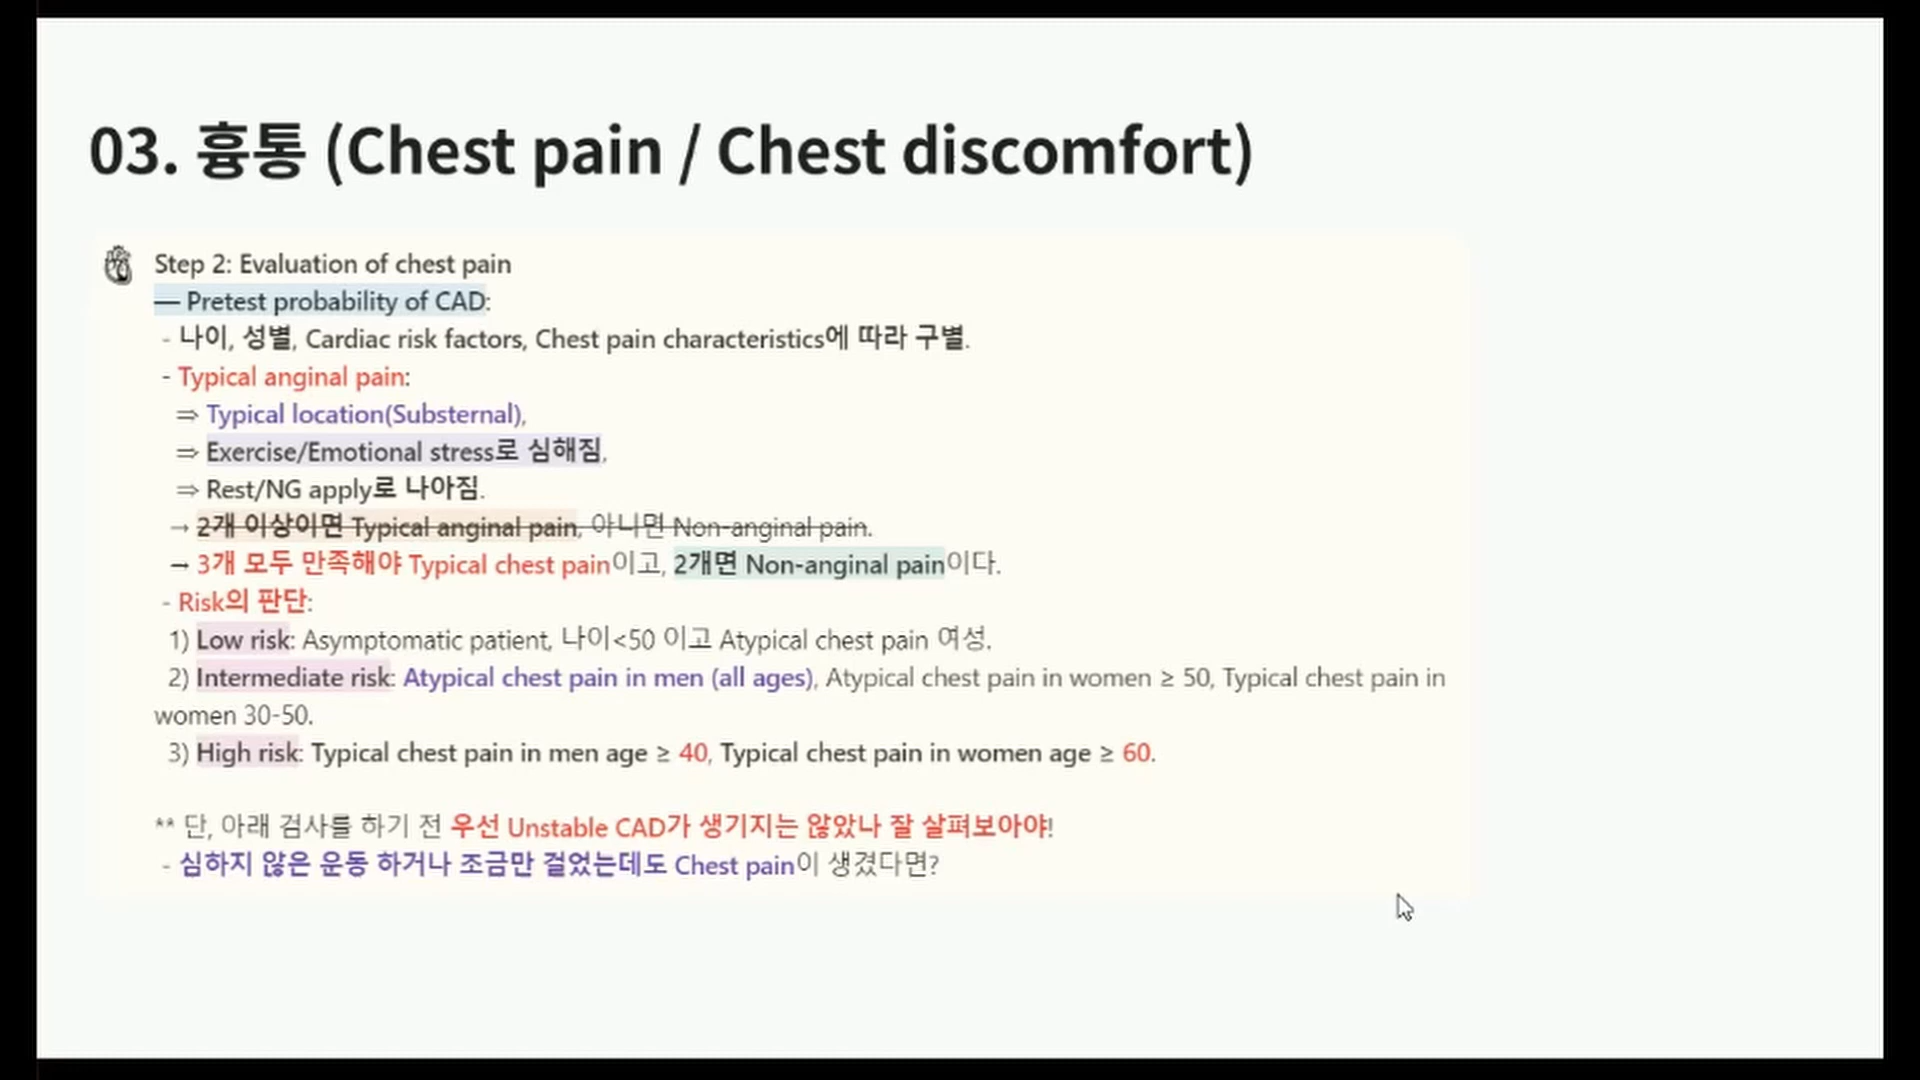 03. 흉통 (Chest pain / Chest discomfort)
Step 2: Evaluation of chest pain
— Pretest probability of CAD:
- 나이, 성별, Cardiac risk factors, Chest pain characteristics에 따라 구별.
- Typical anginal pain:
⇒ Typical location(Substernal),
⇒ Exercise/Emotional stress로 심해짐,
⇒ Rest/NG apply로 나아짐.
→ 2개 이상이면 Typical anginal pain, 아니면 Non-anginal pain.
→ 3개 모두 만족해야 Typical chest pain이고, 2개면 Non-anginal pain이다.
- Risk의 판단:
1) Low risk: Asymptomatic patient, 나이<50 이고 Atypical chest pain 여성.
2) Intermediate risk: Atypical chest pain in men (all ages), Atypical chest pain in women ≥ 50, Typical chest pain in
women 30-50.
3) High risk: Typical chest pain in men age ≥ 40, Typical chest pain in women age ≥ 60.
** 단, 아래 검사를 하기 전 우선 Unstable CAD가 생기지는 않았나 잘 살펴보아야!
- 심하지 않은 운동 하거나 조금만 걸었는데도 Chest pain이 생겼다면?